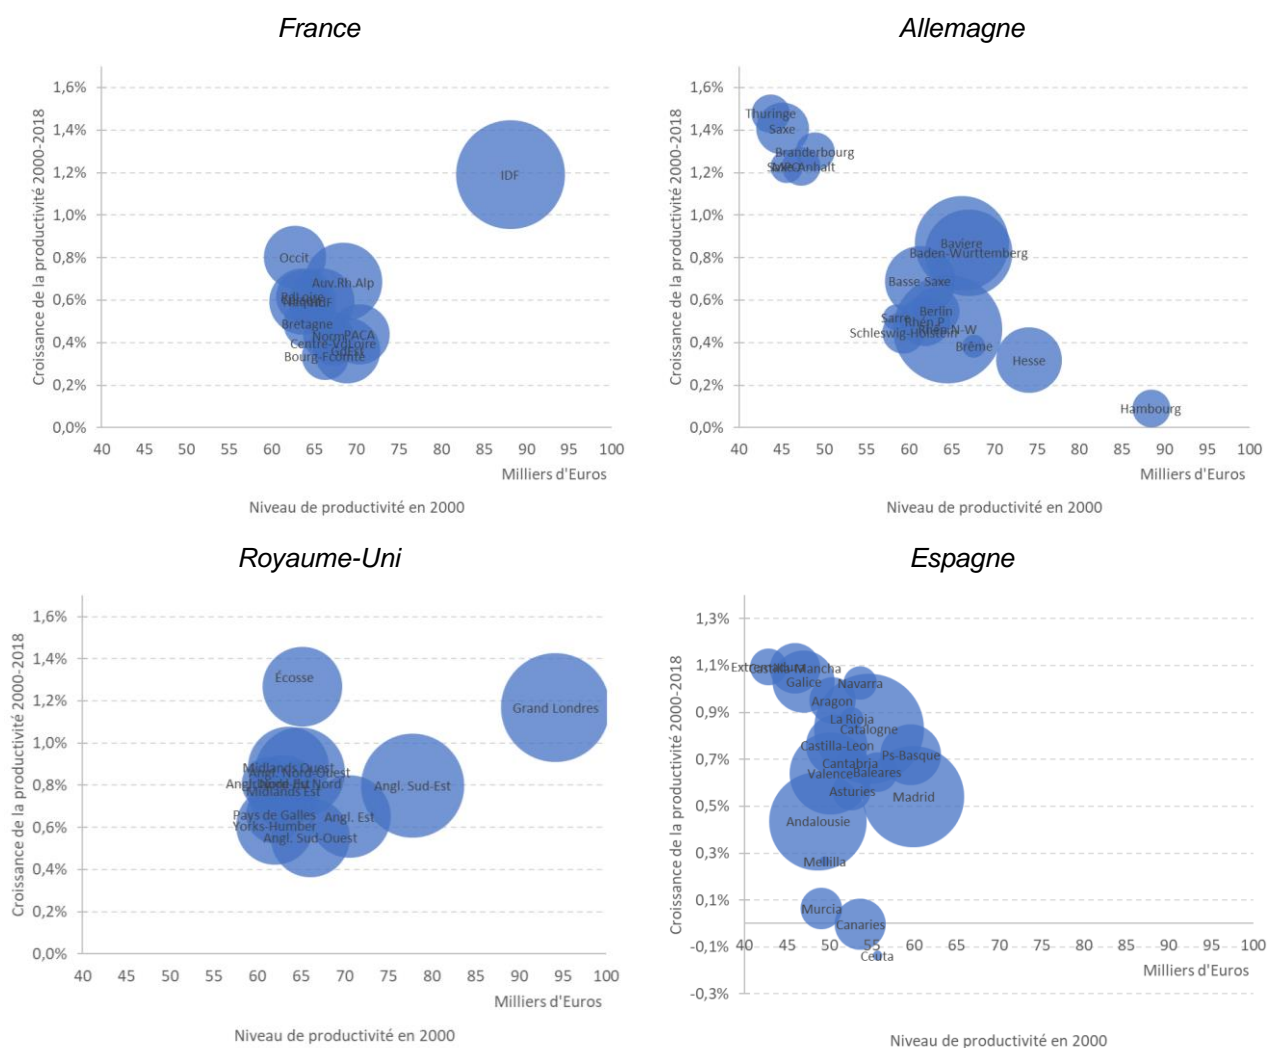 France
Croissance de la productivité 2000-2018
1,6%
1,4%
1,2%
1,0%
0,8%
0,6%
0,4%
0,2%
0,0%
IDF
Occit
Auv.Rh.Alp
Bretagne
Norm
PACA
Centre-VdLoire
GdEst
Bourg-Fcomté
40 45 50 55 60 65 70 75 80 85 90 95 100
Milliers d'Euros
Niveau de productivité en 2000
Allemagne
Croissance de la productivité 2000-2018
1,6%
1,4%
1,2%
1,0%
0,8%
0,6%
0,4%
0,2%
0,0%
Thuringe
Saxe
Branderbourg
Bavière
Baden-Württemberg
Basse-Saxe
Berlin
Sarre
Rhén.P
Rhén.N-W
Schleswig-Holstein
Brême
Hesse
Hambourg
40 45 50 55 60 65 70 75 80 85 90 95 100
Milliers d'Euros
Niveau de productivité en 2000
Royaume-Uni
Croissance de la productivité 2000-2018
1,6%
1,4%
1,2%
1,0%
0,8%
0,6%
0,4%
0,2%
0,0%
Écosse
Grand Londres
Midlands Ouest
Angl. Nord-Ouest
Angl. Sud-Est
Midlands Est
Pays de Galles
Angl. Est
Yorks-Humber
Angl. Sud-Ouest
40 45 50 55 60 65 70 75 80 85 90 95 100
Milliers d'Euros
Niveau de productivité en 2000
Espagne
Croissance de la productivité 2000-2018
1,3%
1,1%
0,9%
0,7%
0,5%
0,3%
0,1%
-0,1%
-0,3%
Castilla-Mancha
Galice
Navarra
Aragon
La Rioja
Catalogne
Castilla-Leon
Ps-Basque
Cantabria
Valence
Baleares
Asturies
Madrid
Andalousie
Mellilla
Murcia
Canaries
Ceuta
40 45 50 55 60 65 70 75 80 85 90 95 100
Milliers d'Euros
Niveau de productivité en 2000